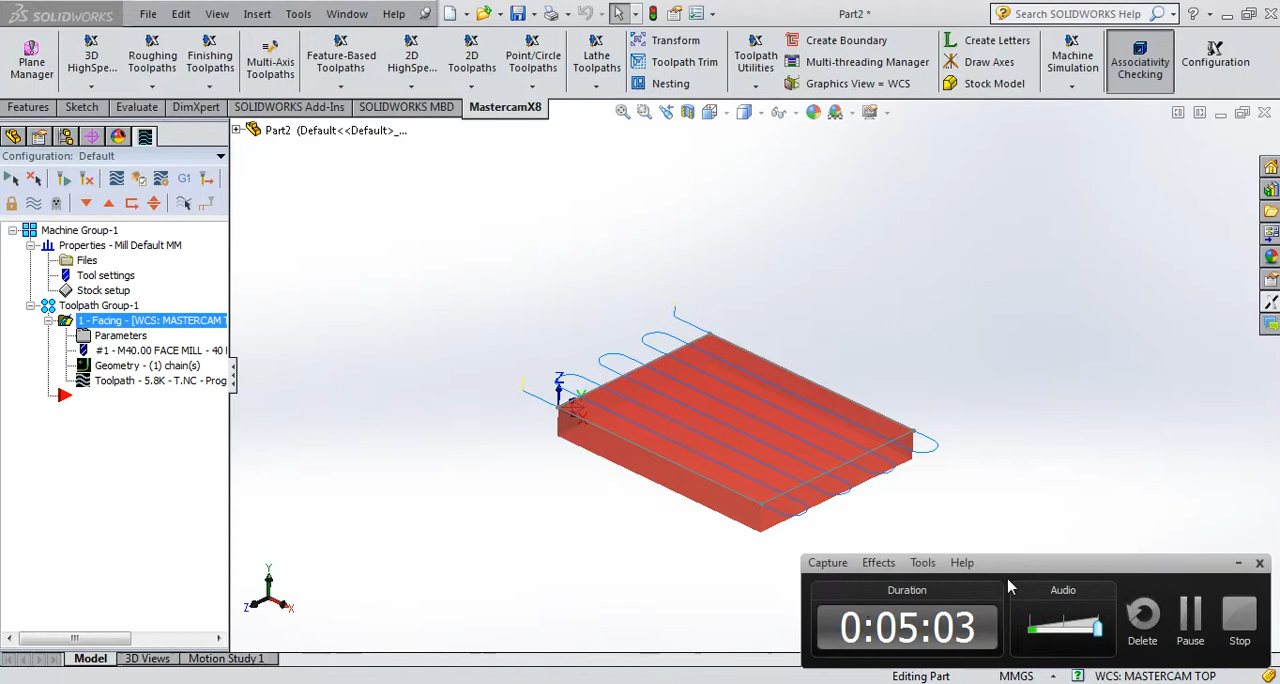 SOLIDWORKS File Edit View Insert Tools Window Help Part2 * Search SOLIDWORKS Help
Plane Manager
3D HighSpe...
Roughing Toolpaths
Finishing Toolpaths
Multi-Axis Toolpaths
Feature-Based Toolpaths
2D HighSpe...
2D Toolpaths
Point/Circle Toolpaths
Lathe Toolpaths
Transform
Toolpath Trim
Nesting
Toolpath Utilities
Create Boundary
Multi-threading Manager
Graphics View = WCS
Create Letters
Draw Axes
Stock Model
Machine Simulation
Associativity Checking
Configuration
Features Sketch Evaluate DimXpert SOLIDWORKS Add-Ins SOLIDWORKS MBD MastercamX8
Part2 (Default<<Default>_...
Configuration: Default
G1
Machine Group-1
Properties - Mill Default MM
Files
Tool settings
Stock setup
Toolpath Group-1
1 - Facing - [WCS: MASTERCAM T
Parameters
#1 - M40.00 FACE MILL - 40
Geometry - (1) chain(s)
Toolpath - 5.8K - T.NC - Prog
Z
Y
X
Y
Z
X
Capture Effects Tools Help
Duration
0:05:03
Audio
Delete
Pause
Stop
Model 3D Views Motion Study 1
Editing Part MMGS WCS: MASTERCAM TOP